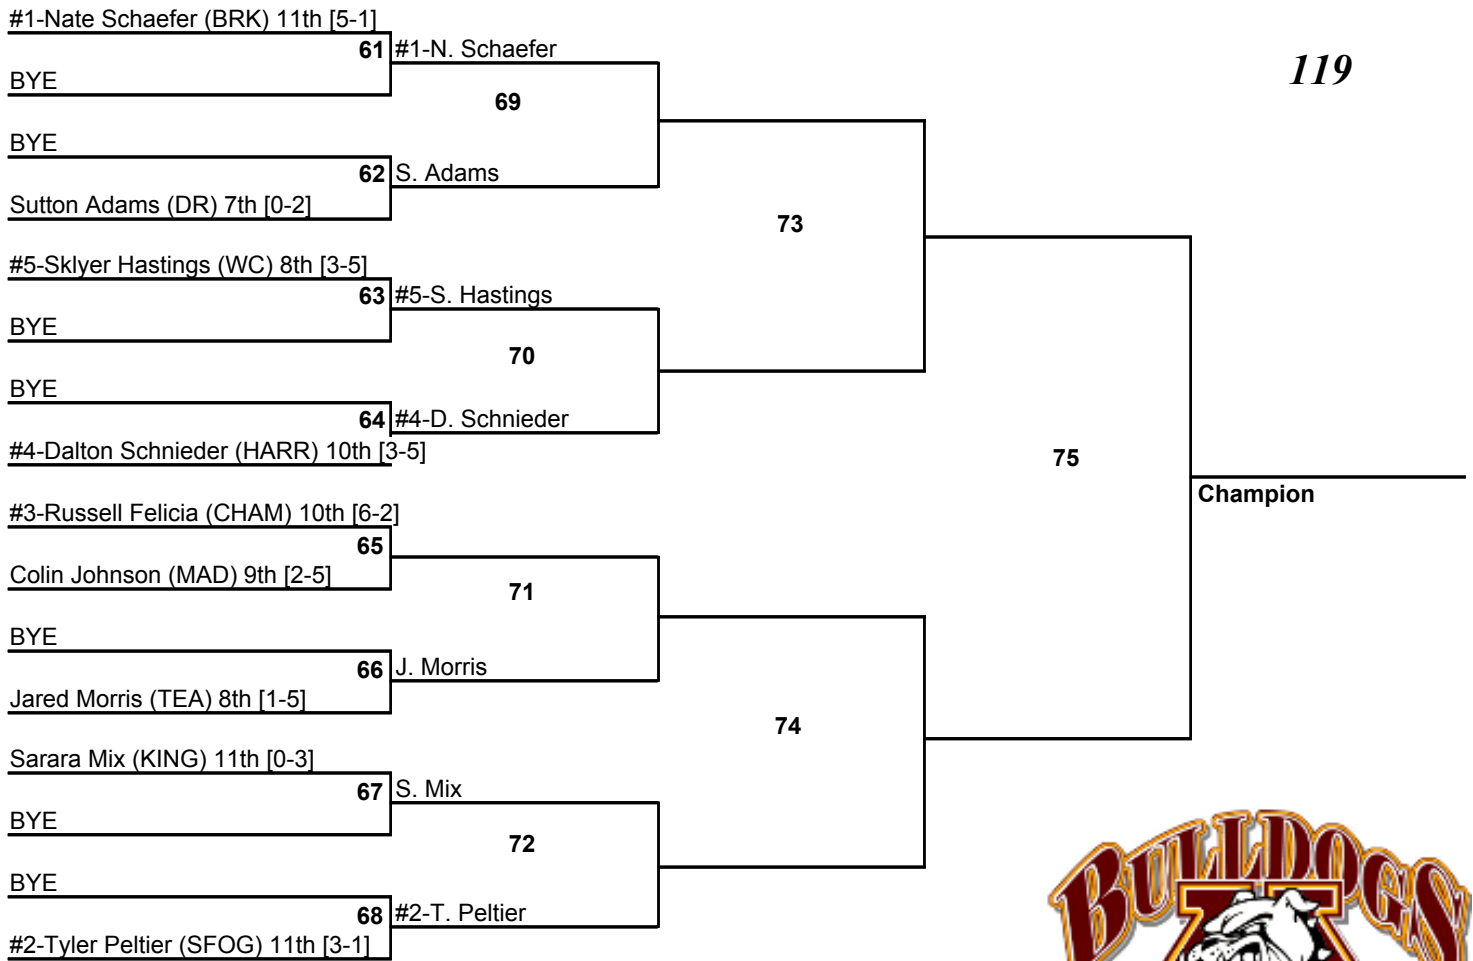 #1-Nate Schaefer (BRK) 11th [5-1]
61 #1-N. Schaefer
119
BYE
69
BYE
62 S. Adams
Sutton Adams (DR) 7th [0-2]
73
#5-Sklyer Hastings (WC) 8th [3-5]
63 #5-S. Hastings
BYE
70
BYE
64 #4-D. Schnieder
#4-Dalton Schnieder (HARR) 10th [3-5]
75
Champion
#3-Russell Felicia (CHAM) 10th [6-2]
65
Colin Johnson (MAD) 9th [2-5]
71
BYE
66 J. Morris
Jared Morris (TEA) 8th [1-5]
74
Sarara Mix (KING) 11th [0-3]
67 S. Mix
BYE
72
BYE
68 #2-T. Peltier
#2-Tyler Peltier (SFOG) 11th [3-1]
BULLDOGS